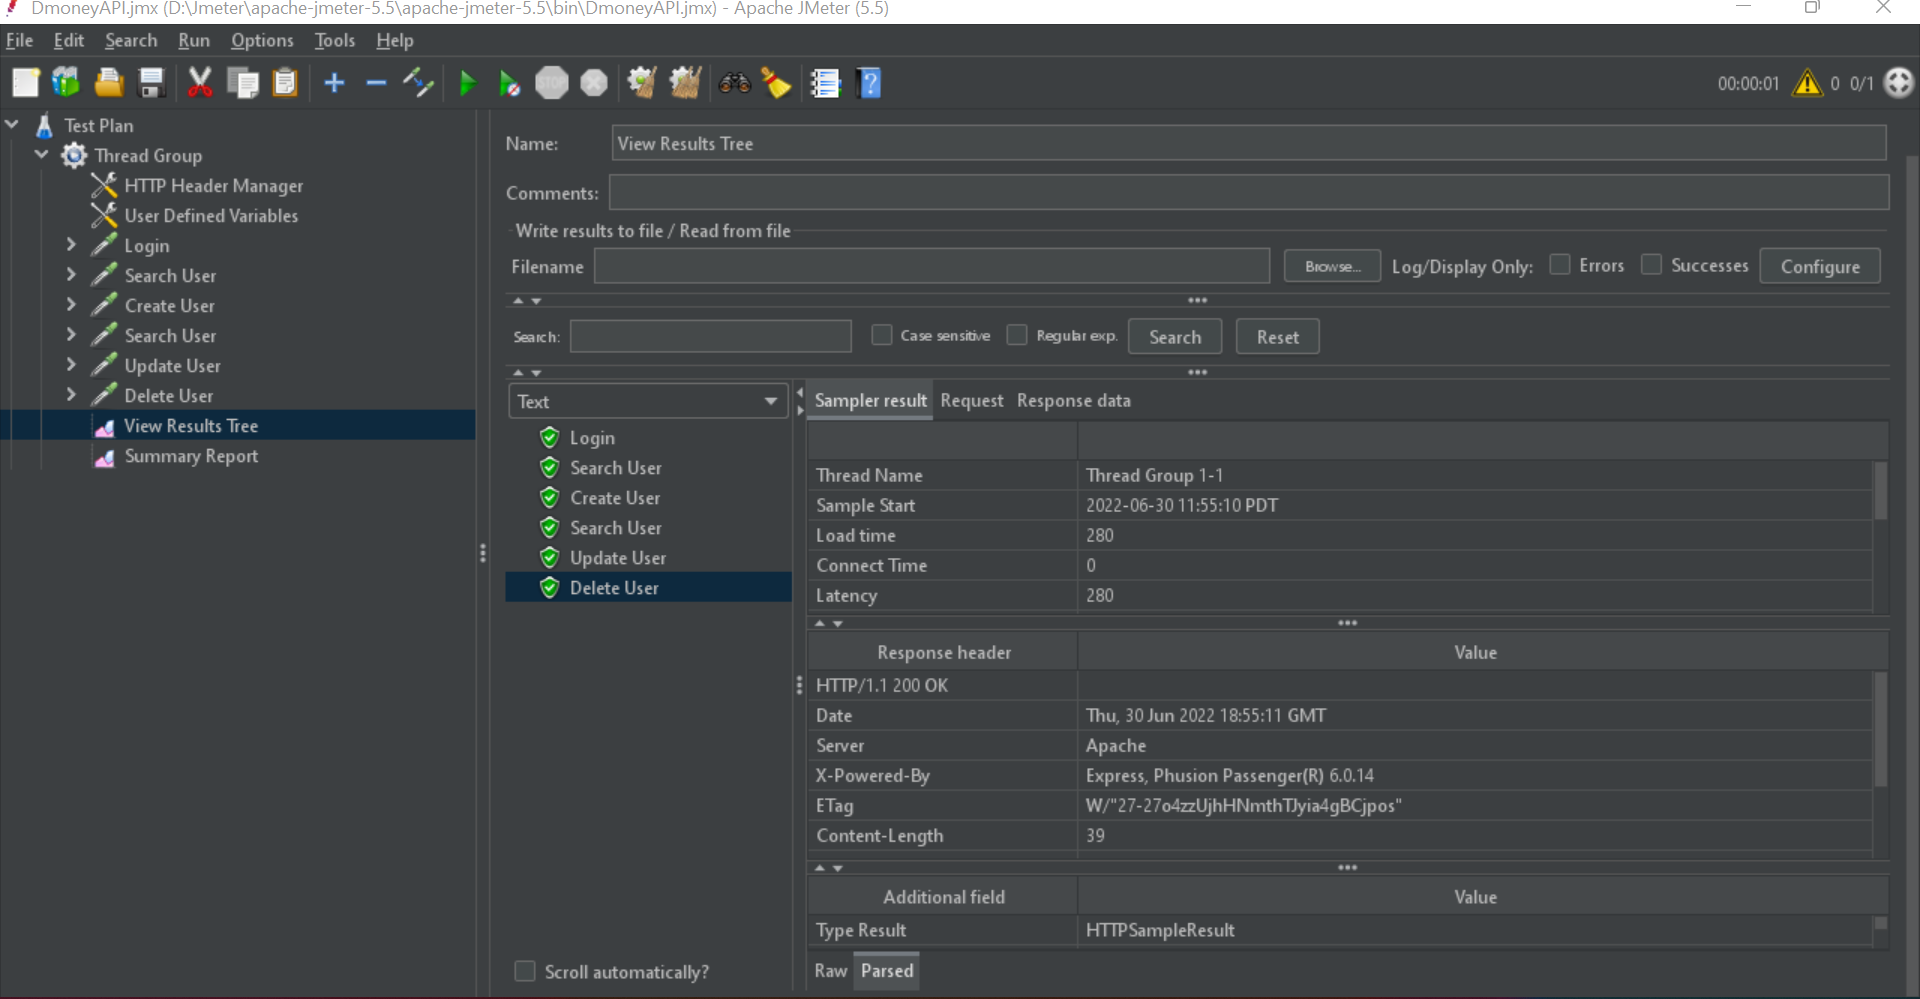 DmoneyAPI.jmx (D:\Jmeter\apache-jmeter-5.5\apache-jmeter-5.5\bin\DmoneyAPI.jmx) - Apache JMeter (5.5)
File Edit Search Run Options Tools Help
STOP
00:00:01 0 0/1
Test Plan
Thread Group
HTTP Header Manager
User Defined Variables
Login
Search User
Create User
Search User
Update User
Delete User
View Results Tree
Summary Report
Name: View Results Tree
Comments:
Write results to file / Read from file
Filename Browse... Log/Display Only: Errors Successes Configure
Search: Case sensitive Regular exp. Search Reset
Text
Login
Search User
Create User
Search User
Update User
Delete User
Scroll automatically?
Sampler result Request Response data
Thread Name Thread Group 1-1
Sample Start 2022-06-30 11:55:10 PDT
Load time 280
Connect Time 0
Latency 280
Response header Value
HTTP/1.1 200 OK
Date Thu, 30 Jun 2022 18:55:11 GMT
Server Apache
X-Powered-By Express, Phusion Passenger(R) 6.0.14
ETag W/"27-27o4zzUjhHNmthTJyia4gBCjpos"
Content-Length 39
Additional field Value
Type Result HTTPSampleResult
Raw Parsed